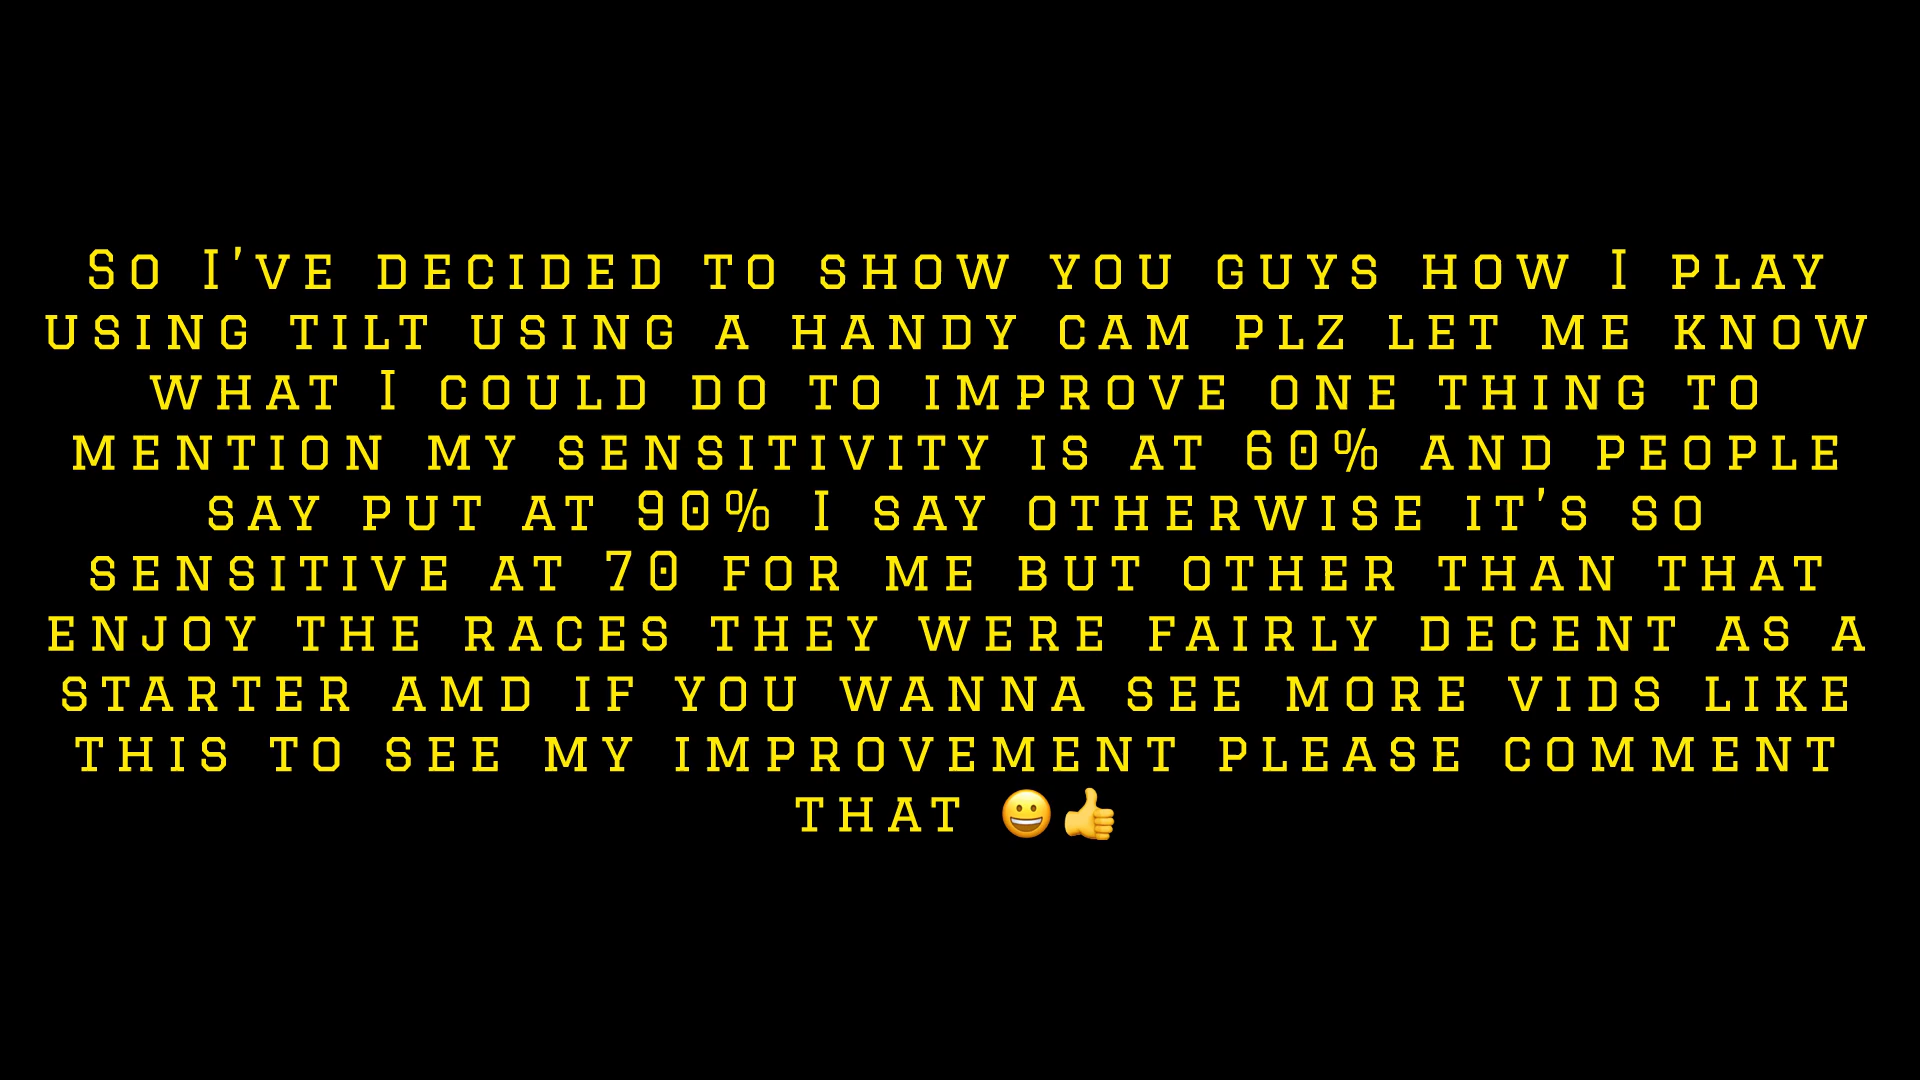 So I've decided to show you guys how I play
using tilt using a handy cam plz let me know
what I could do to improve one thing to
mention my sensitivity is at 60% and people
say put at 90% I say otherwise it's so
sensitive at 70 for me but other than that
enjoy the races they were fairly decent as a
starter amd if you wanna see more vids like
this to see my improvement please comment
that 😀👍